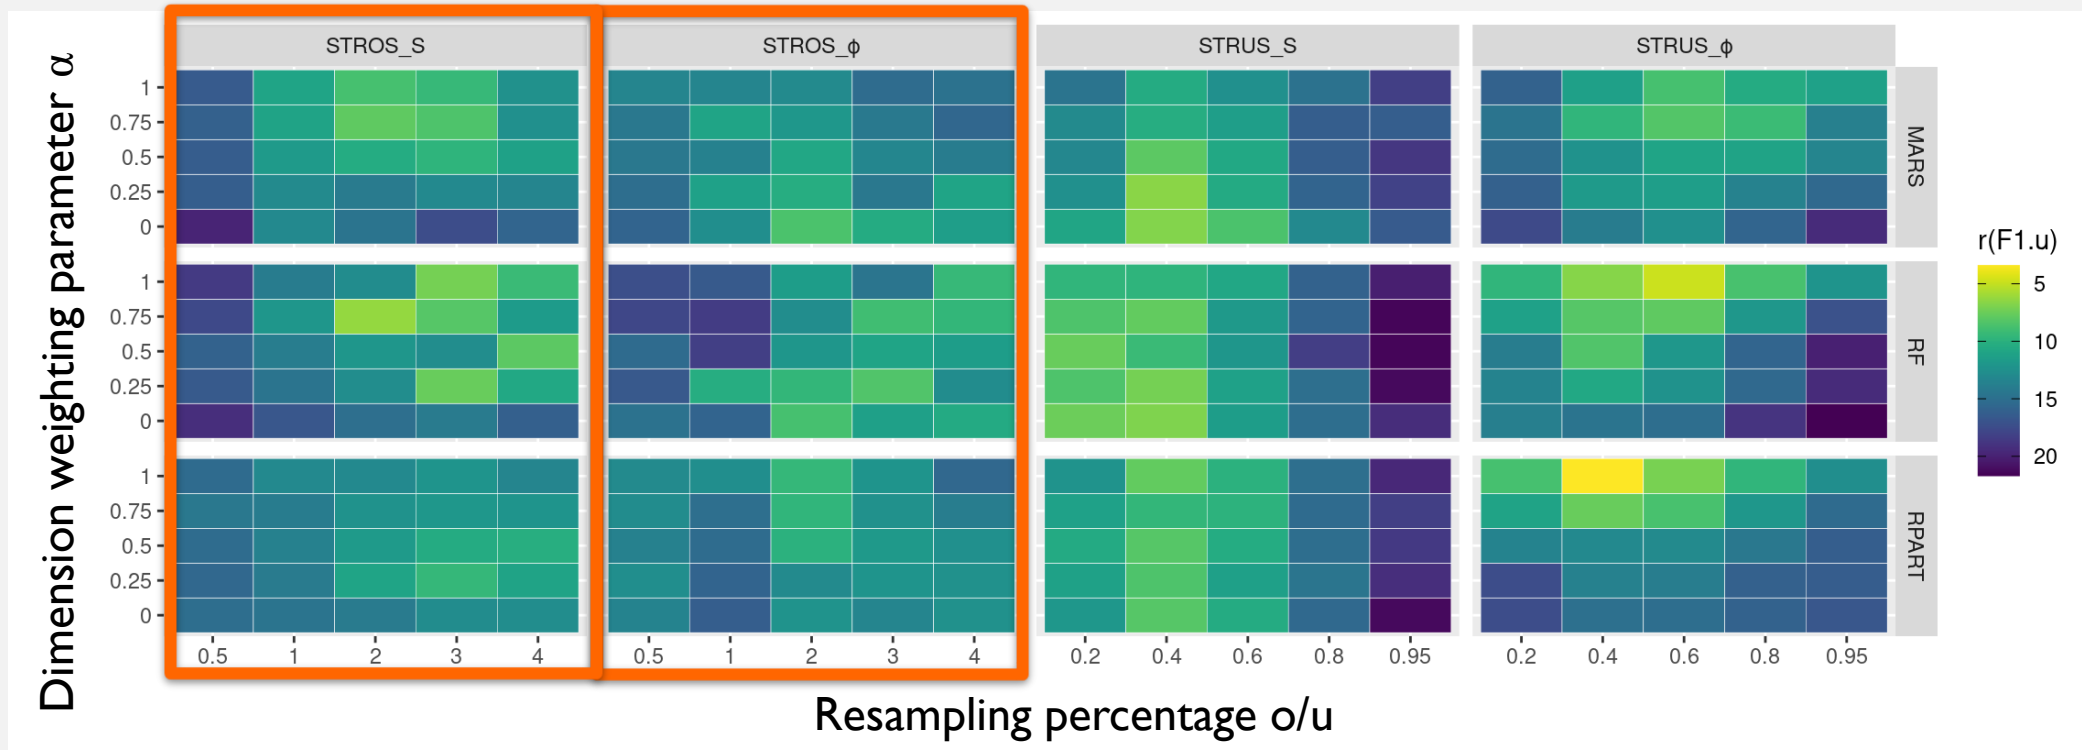 STROS_S STROS_ϕ STRUS_S STRUS_ϕ
Dimension weighting parameter α
1
0.75
0.5
0.25
0
MARS
1
0.75
0.5
0.25
0
RF
1
0.75
0.5
0.25
0
RPART
0.5 1 2 3 4 0.5 1 2 3 4 0.2 0.4 0.6 0.8 0.95 0.2 0.4 0.6 0.8 0.95
Resampling percentage o/u
r(F1.u)
5
10
15
20